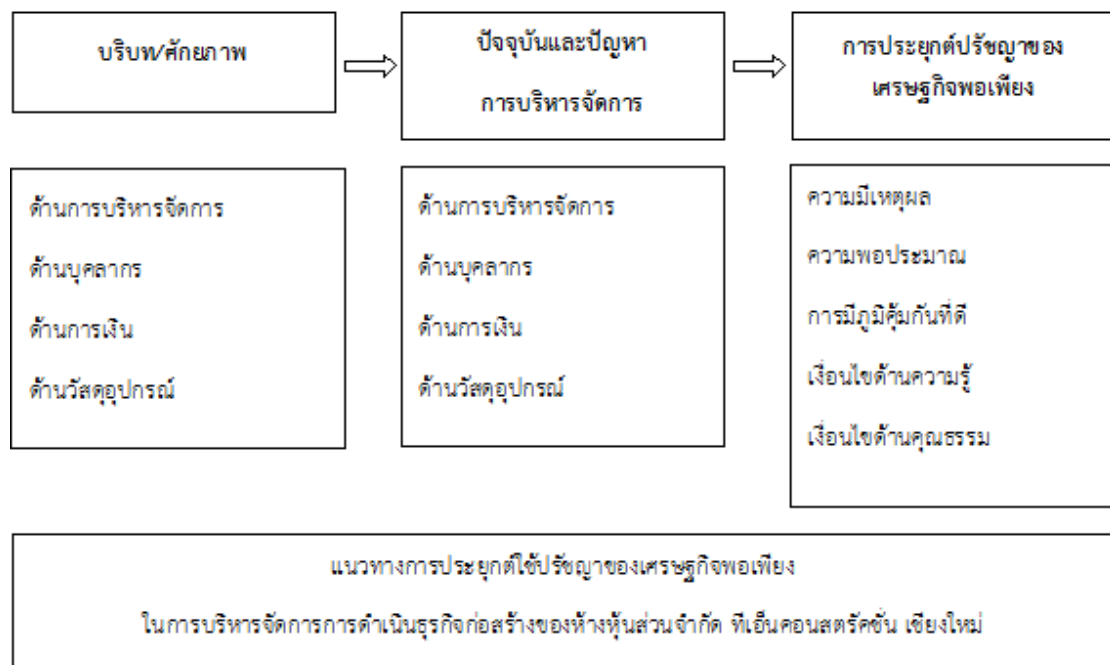 บริบท/ศักยภาพ
ปัจจุบันและปัญหา
การบริหารจัดการ
การประยุกต์ปรัชญาของ
เศรษฐกิจพอเพียง
ด้านการบริหารจัดการ
ด้านบุคลากร
ด้านการเงิน
ด้านวัสดุอุปกรณ์
ด้านการบริหารจัดการ
ด้านบุคลากร
ด้านการเงิน
ด้านวัสดุอุปกรณ์
ความมีเหตุผล
ความพอประมาณ
การมีภูมิคุ้มกันที่ดี
เงื่อนไขด้านความรู้
เงื่อนไขด้านคุณธรรม
แนวทางการประยุกต์ใช้ปรัชญาของเศรษฐกิจพอเพียง
ในการบริหารจัดการการดำเนินธุรกิจก่อสร้างของห้างหุ้นส่วนจำกัด ทีเอ็นคอนสตรัคชั่น เชียงใหม่